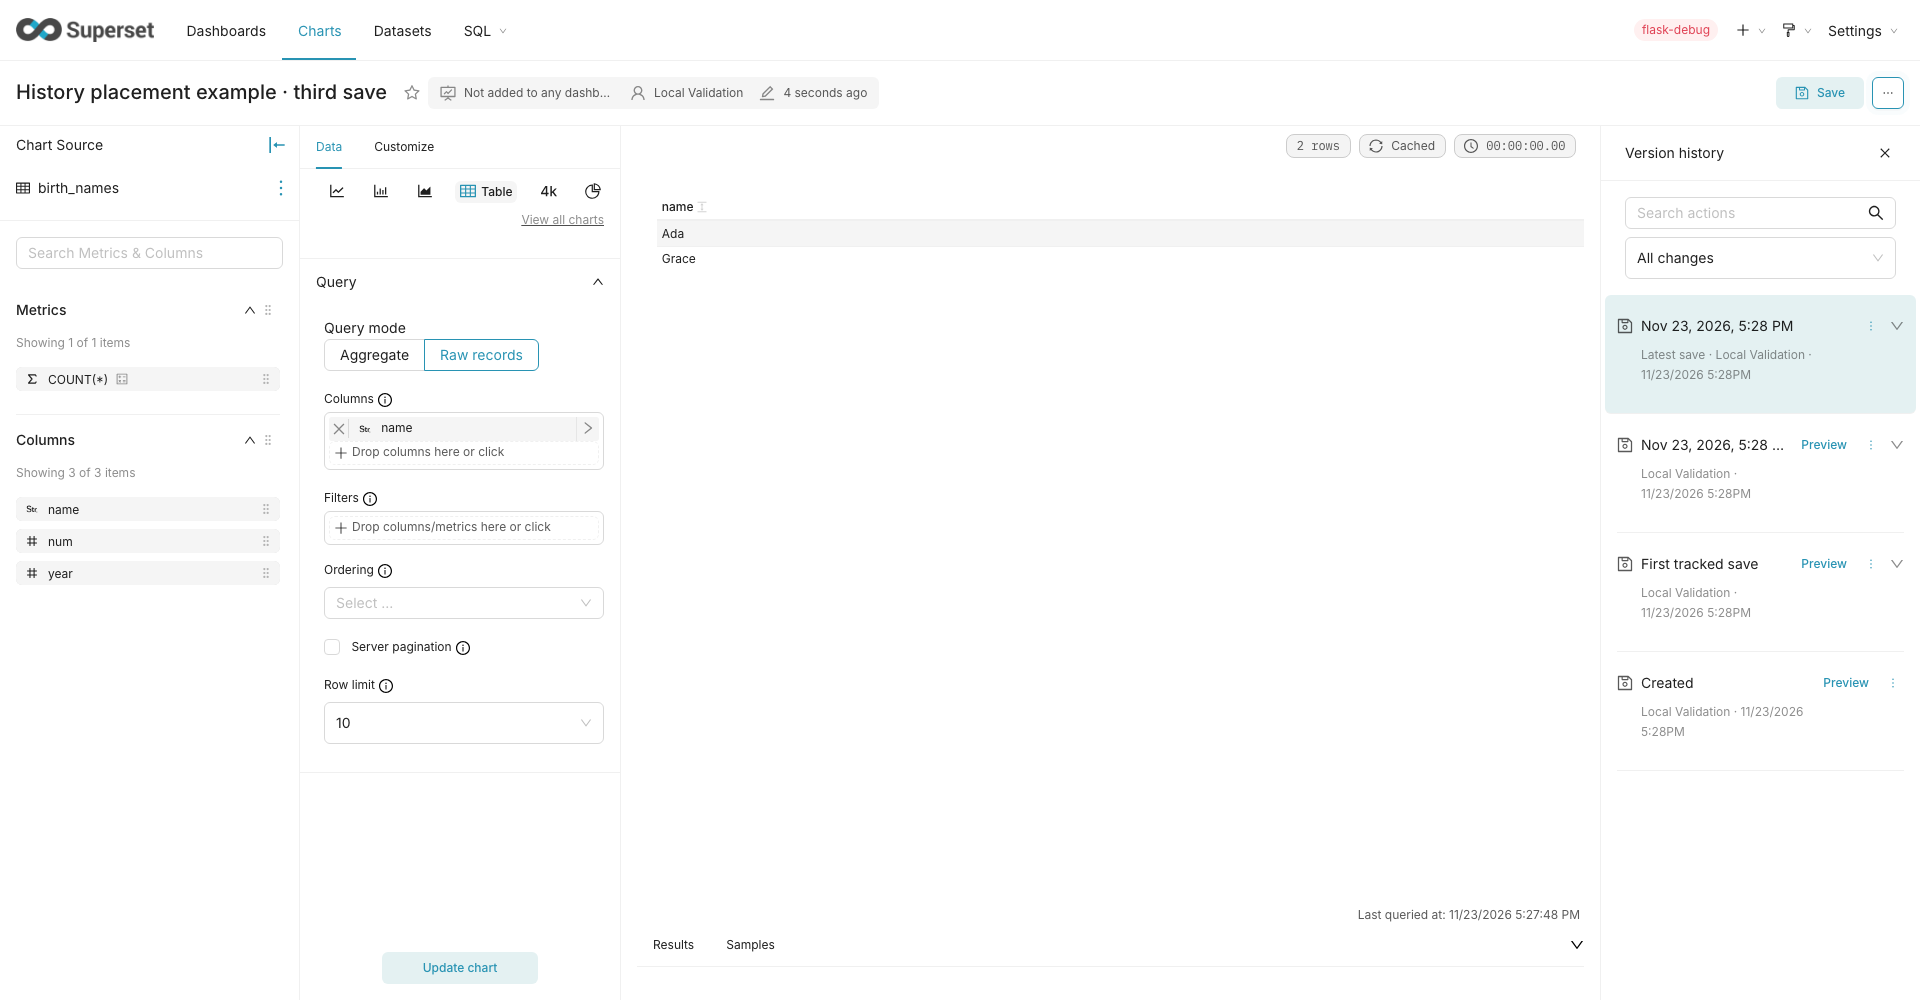 Superset
Dashboards
Charts
Datasets
SQL
flask-debug
Settings
History placement example · third save
Not added to any dashb...
Local Validation
4 seconds ago
Save
Chart Source
birth_names
Search Metrics & Columns
Metrics
Showing 1 of 1 items
COUNT(*)
Columns
Showing 3 of 3 items
Str. name
num
year
Data
Customize
Table
4k
View all charts
Query
Query mode
Aggregate
Raw records
Columns
Str. name
Drop columns here or click
Filters
Drop columns/metrics here or click
Ordering
Select ...
Server pagination
Row limit
10
Update chart
2 rows
Cached
00:00:00.00
name
Ada
Grace
Last queried at: 11/23/2026 5:27:48 PM
Results
Samples
Version history
Search actions
All changes
Nov 23, 2026, 5:28 PM
Latest save · Local Validation ·
11/23/2026 5:28PM
Nov 23, 2026, 5:28 ... Preview
Local Validation ·
11/23/2026 5:28PM
First tracked save Preview
Local Validation ·
11/23/2026 5:28PM
Created Preview
Local Validation · 11/23/2026
5:28PM